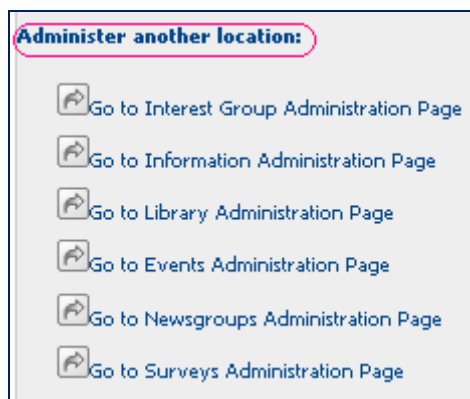 Administer another location:
Go to Interest Group Administration Page
Go to Information Administration Page
Go to Library Administration Page
Go to Events Administration Page
Go to Newsgroups Administration Page
Go to Surveys Administration Page